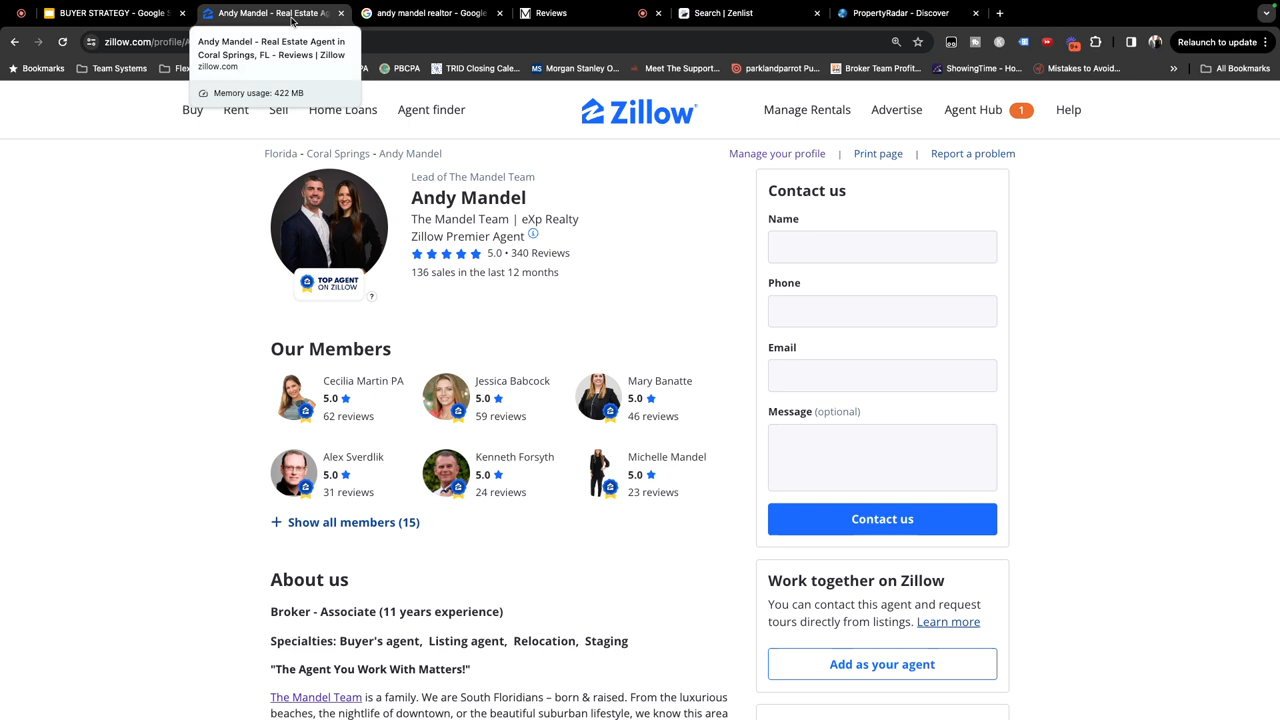 BUYER STRATEGY - Google S
Andy Mandel - Real Estate Ag
andy mandel realtor - Google
Reviews
Search | Zenlist
PropertyRadar - Discover
zillow.com/profile/A
Relaunch to update
Andy Mandel - Real Estate Agent in
Coral Springs, FL - Reviews | Zillow
zillow.com
Memory usage: 422 MB
Bookmarks
Team Systems
Flex
PA
PBCPA
TRID Closing Cale...
MS
Morgan Stanley O...
Meet The Support...
parklandparrot Pu...
Broker Team Profit...
ShowingTime - Ho...
Mistakes to Avoid...
»
All Bookmarks
Buy
Rent
Sell
Home Loans
Agent finder
Zillow
Manage Rentals
Advertise
Agent Hub
1
Help
Florida - Coral Springs - Andy Mandel
Manage your profile | Print page | Report a problem
Lead of The Mandel Team
Andy Mandel
The Mandel Team | eXp Realty
Zillow Premier Agent
5.0 • 340 Reviews
136 sales in the last 12 months
TOP AGENT
ON ZILLOW
?
Our Members
Cecilia Martin PA
5.0
62 reviews
Jessica Babcock
5.0
59 reviews
Mary Banatte
5.0
46 reviews
Alex Sverdlik
5.0
31 reviews
Kenneth Forsyth
5.0
24 reviews
Michelle Mandel
5.0
23 reviews
+ Show all members (15)
About us
Broker - Associate (11 years experience)
Specialties: Buyer's agent, Listing agent, Relocation, Staging
"The Agent You Work With Matters!"
The Mandel Team is a family. We are South Floridians – born & raised. From the luxurious
beaches, the nightlife of downtown, or the beautiful suburban lifestyle, we know this area
Contact us
Name
Phone
Email
Message (optional)
Contact us
Work together on Zillow
You can contact this agent and request
tours directly from listings. Learn more
Add as your agent